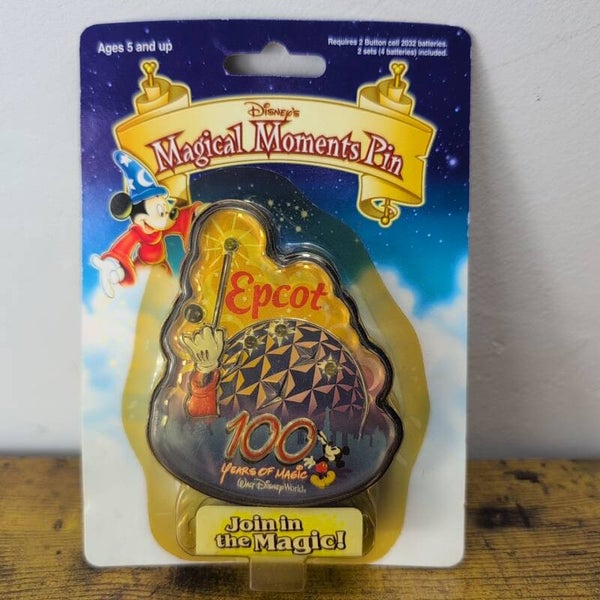 Ages 5 and up
Requires 2 Button cell 2032 batteries.
2 sets (4 batteries) included.
Disney's
Magical Moments Pin
Epcot
100
YEARS OF MAGIC
Walt Disney World
Join in
the Magic!